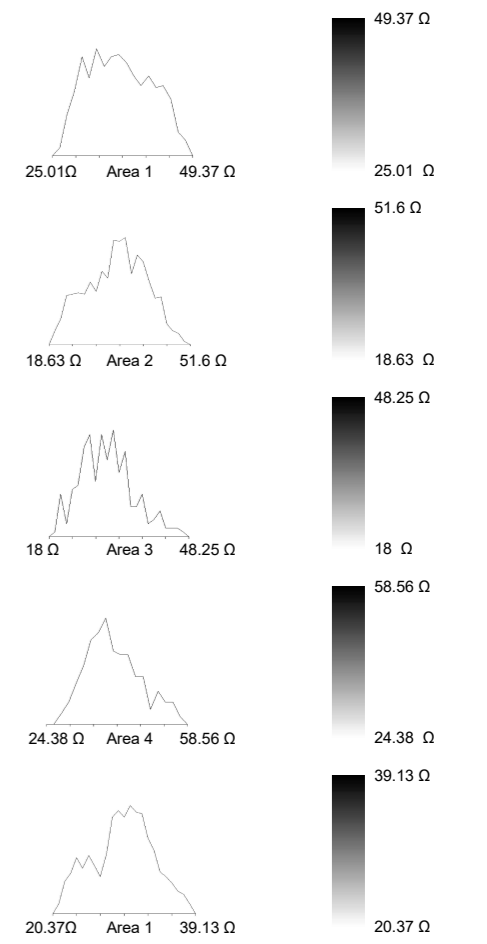 49.37 Ω
25.01 Ω
25.01Ω Area 1 49.37 Ω
51.6 Ω
18.63 Ω
18.63 Ω Area 2 51.6 Ω
48.25 Ω
18 Ω
18 Ω Area 3 48.25 Ω
58.56 Ω
24.38 Ω
24.38 Ω Area 4 58.56 Ω
39.13 Ω
20.37 Ω
20.37Ω Area 1 39.13 Ω